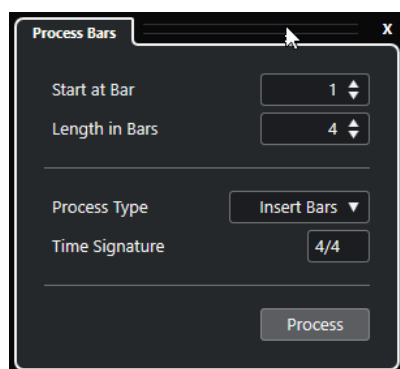 Process Bars x
Start at Bar 1
Length in Bars 4
Process Type Insert Bars
Time Signature 4/4
Process